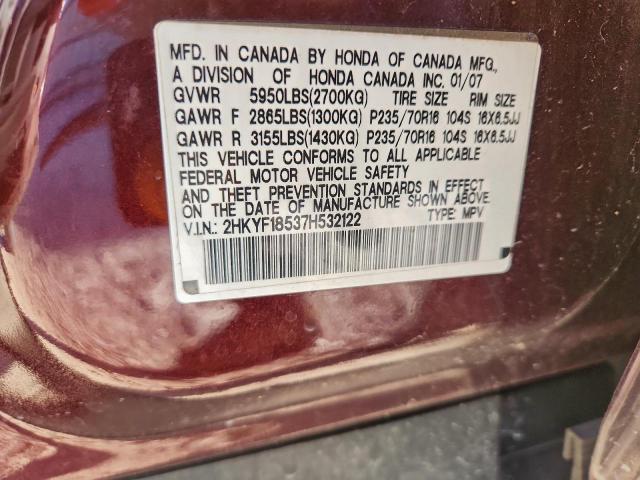 MFD. IN CANADA BY HONDA OF CANADA MFG.,
A DIVISION OF HONDA CANADA INC. 01/07
GVWR 5950LBS(2700KG) TIRE SIZE RIM SIZE
GAWR F 2865LBS(1300KG) P235/70R16 104S 16X6.5JJ
GAWR R 3155LBS(1430KG) P235/70R16 104S 16X6.5JJ
THIS VEHICLE CONFORMS TO ALL APPLICABLE
FEDERAL MOTOR VEHICLE SAFETY
AND THEFT PREVENTION STANDARDS IN EFFECT
ON THE DATE OF MANUFACTURE SHOWN ABOVE.
V.I.N.: 2HKYF18537H532122 TYPE: MPV